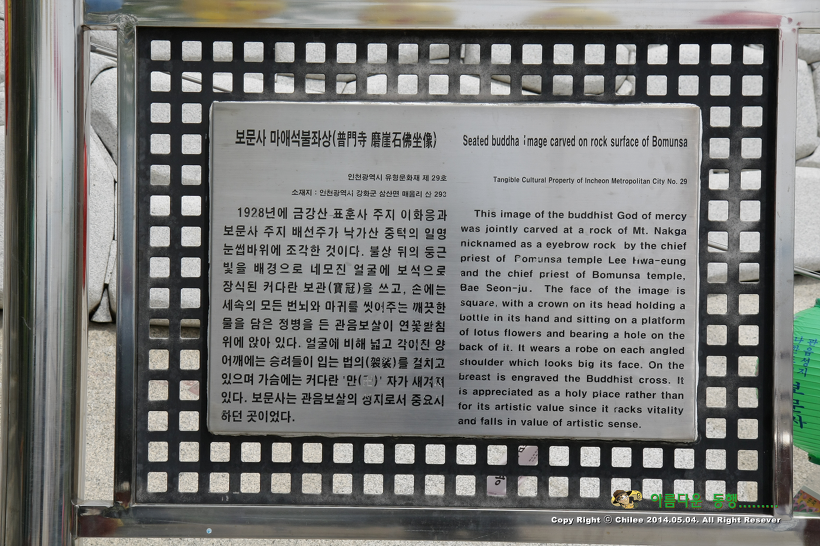 보문사 마애석불좌상(普門寺 磨崖石佛坐像)
인천광역시 유형문화재 제 29호
소재지 : 인천광역시 강화군 삼산면 매음리 산 293
1928년에 금강산 표훈사 주지 이화응과
보문사 주지 배선주가 낙가산 중턱의 일명
눈썹바위에 조각한 것이다. 불상 뒤의 둥근
빛을 배경으로 네모진 얼굴에 보석으로
장식된 커다란 보관(寶冠)을 쓰고, 손에는
세속의 모든 번뇌와 마귀를 씻어주는 깨끗한
물을 담은 정병을 든 관음보살이 연꽃받침
위에 앉아 있다. 얼굴에 비해 넓고 각이진 양
어깨에는 승려들이 입는 법의(袈裟)를 걸치고
있으며 가슴에는 커다란 '만( )' 자가 새겨져
있다. 보문사는 관음보살의 성지로서 중요시
하던 곳이었다.
Seated buddha image carved on rock surface of Bomunsa
Tangible Cultural Property of Incheon Metropolitan City No. 29
This image of the buddhist God of mercy
was jointly carved at a rock of Mt. Nakga
nicknamed as a eyebrow rock by the chief
priest of Pomunsa temple Lee Hwa-eung
and the chief priest of Bomunsa temple,
Bae Seon-ju. The face of the image is
square, with a crown on its head holding a
bottle in its hand and sitting on a platform
of lotus flowers and bearing a hole on the
back of it. It wears a robe on each angled
shoulder which looks big its face. On the
breast is engraved the Buddhist cross. It
is appreciated as a holy place rather than
for its artistic value since it racks vitality
and falls in value of artistic sense.
아름다운 동행.........
Copy Right ⓒ Chilee 2014.05.04. All Right Resever